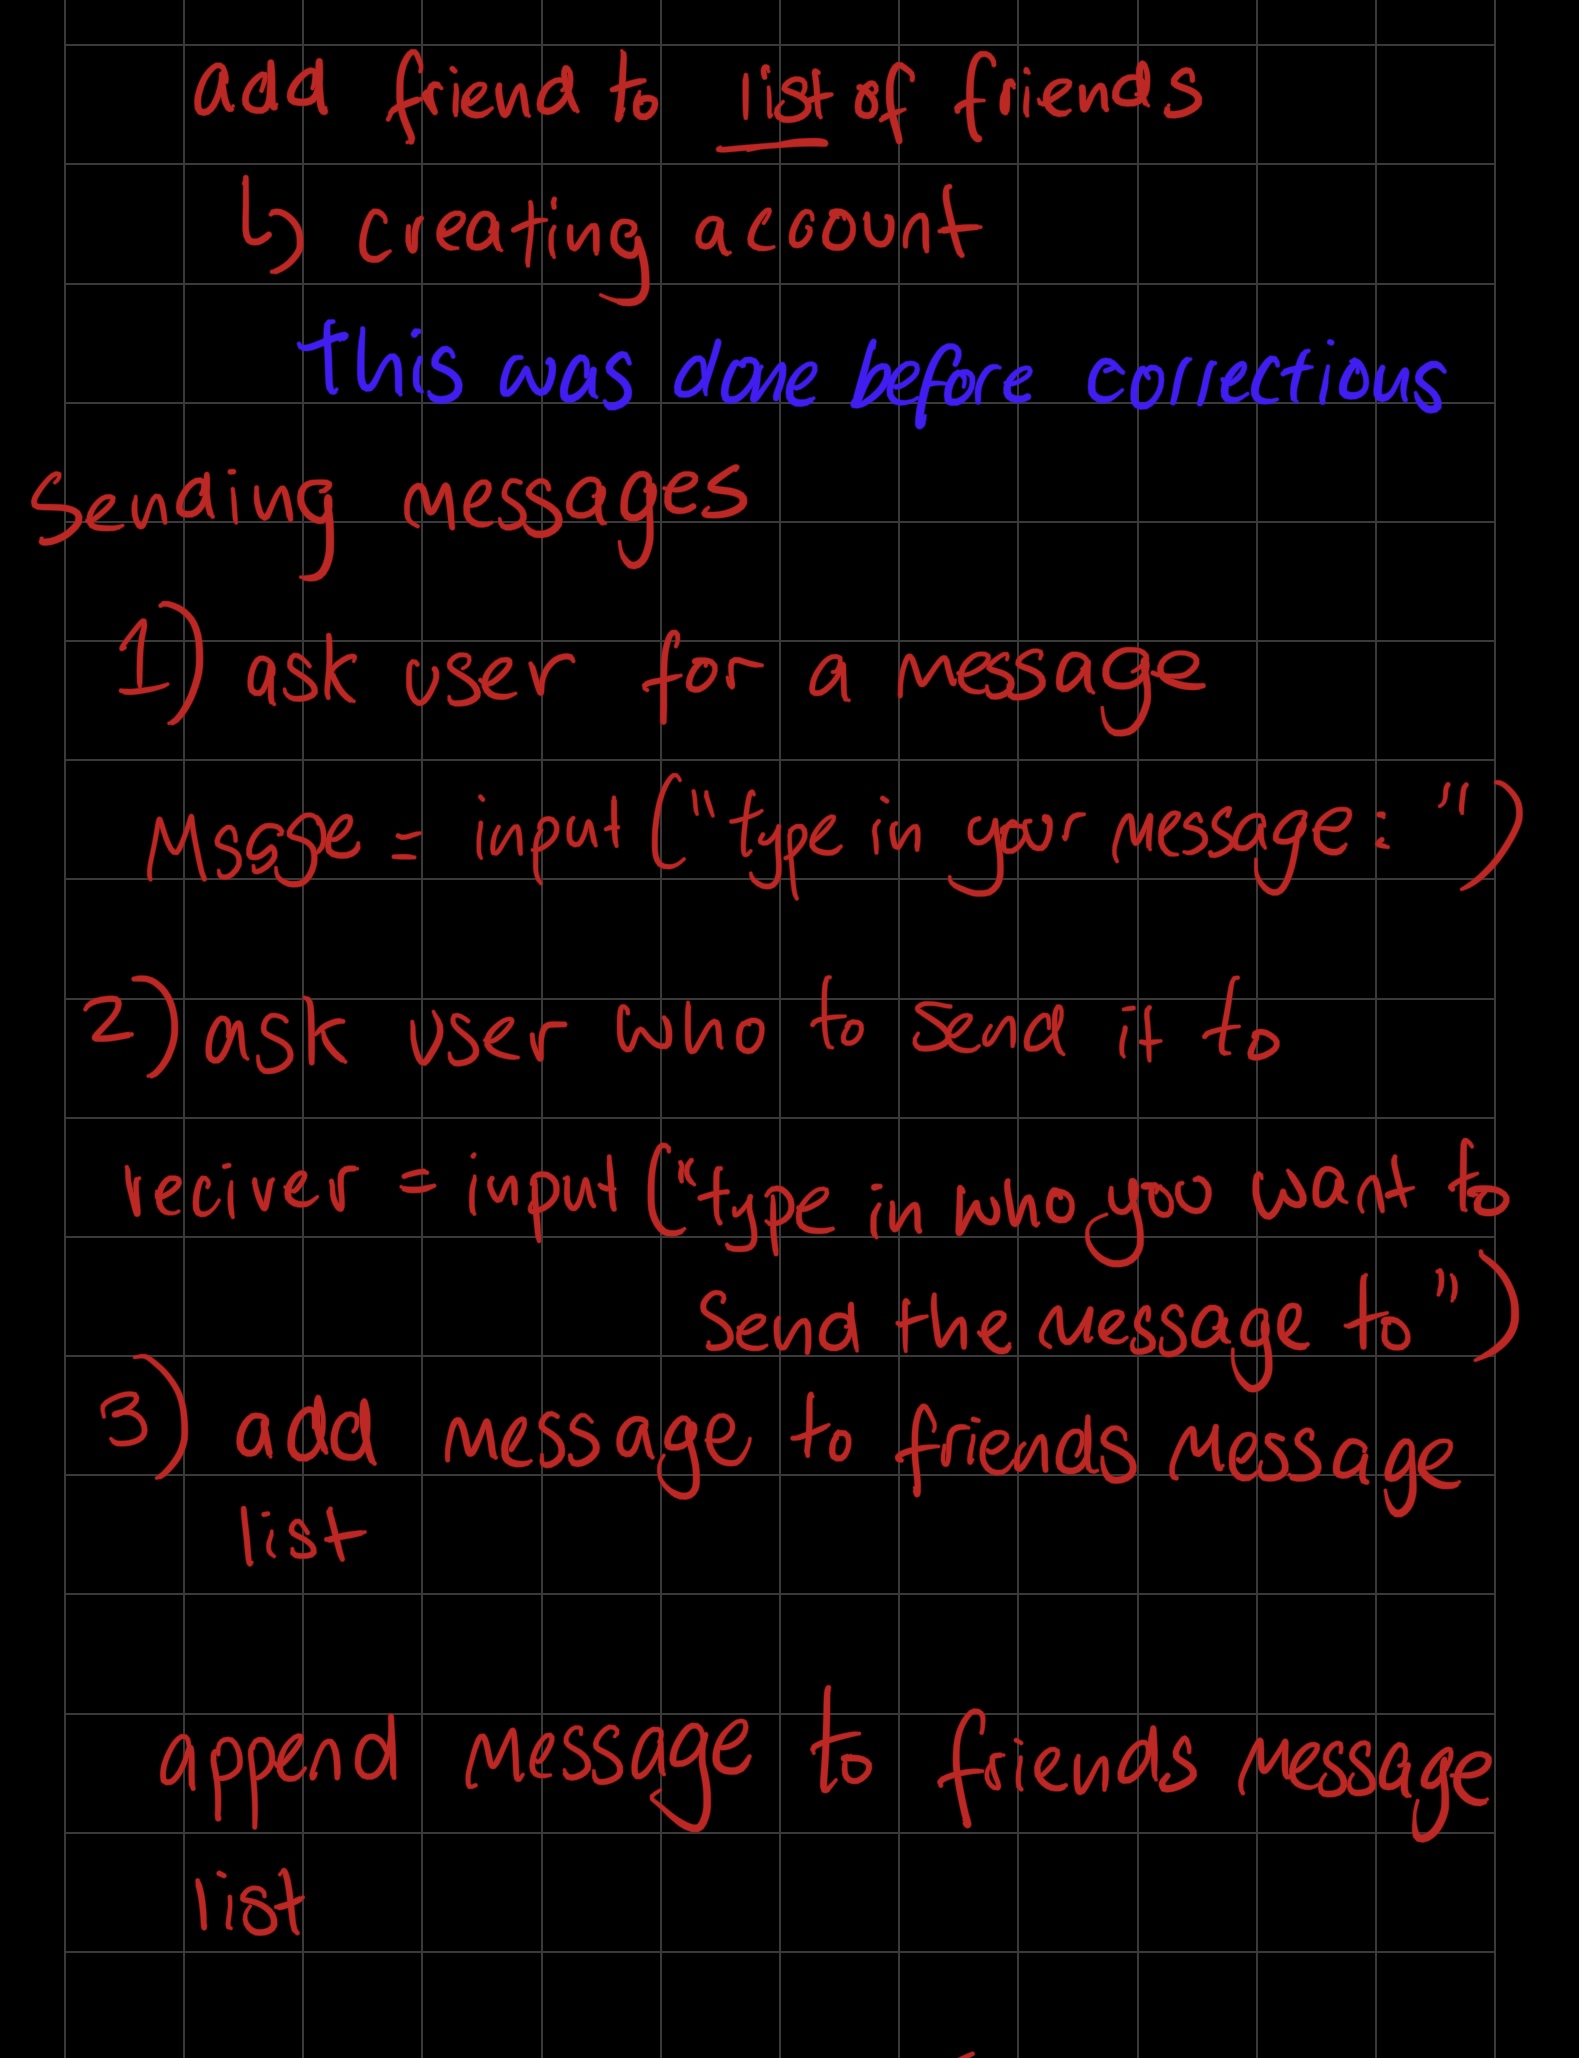 add friend to list of friends
↳ creating account
this was done before corrections
Sending messages
1) ask user for a message
Msgse = input ("type in your message: ")
2) ask user who to send it to
reciver = input ("type in who you want to
Send the message to ")
3) add message to friends message
list
append message to friends message
list